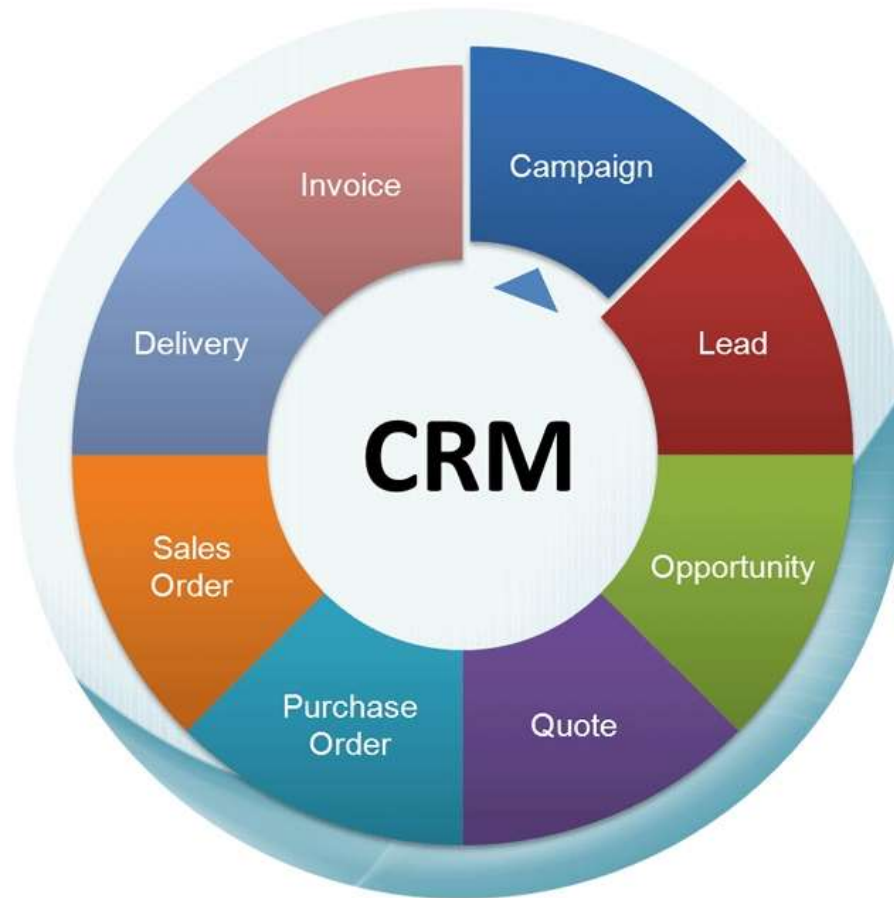 Campaign
Lead
Opportunity
Quote
Purchase
Order
Sales
Order
Delivery
Invoice
CRM